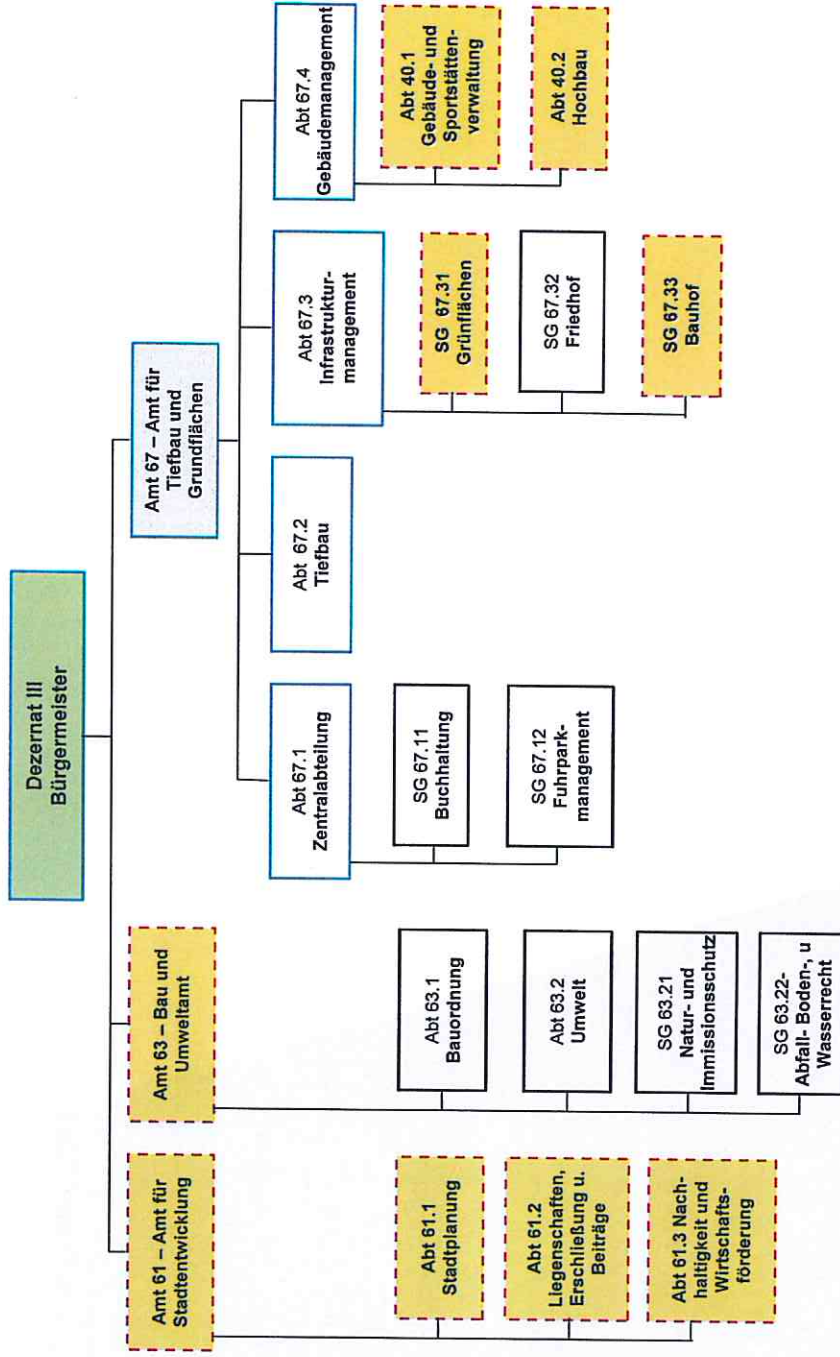 Dezernat III
Bürgermeister
Amt 61 – Amt für
Stadtentwicklung
Abt 61.1
Stadtplanung
Abt 61.2
Liegenschaften,
Erschließung u.
Beiträge
Abt 61.3 Nach-
haltigkeit und
Wirtschafts-
förderung
Amt 63 – Bau und
Umweltamt
Abt 63.1
Bauordnung
Abt 63.2
Umwelt
SG 63.21
Natur- und
Immissionsschutz
SG 63.22-
Abfall- Boden-, u
Wasserrecht
Amt 67 – Amt für
Tiefbau und
Grundflächen
Abt 67.1
Zentralabteilung
SG 67.11
Buchhaltung
SG 67.12
Fuhrpark-
management
Abt 67.2
Tiefbau
Abt 67.3
Infrastruktur-
management
SG 67.31
Grünflächen
SG 67.32
Friedhof
SG 67.33
Bauhof
Abt 67.4
Gebäudemanagement
Abt 40.1
Gebäude- und
Sportstätten-
verwaltung
Abt 40.2
Hochbau